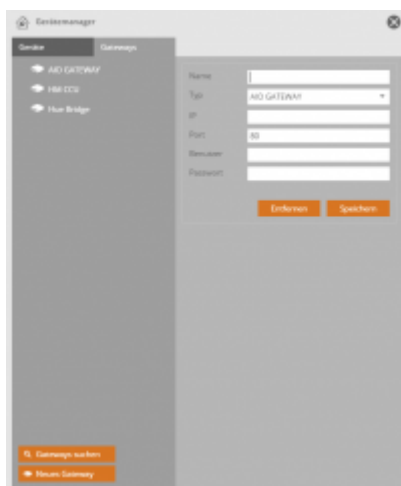 Gerätemanager
Geräte Gateways
AIO GATEWAY
HM CCU
Hue Bridge
Name
Typ AIO GATEWAY
IP
Port 80
Benutzer
Passwort
Entfernen Speichern
Gateways suchen
Neues Gateway